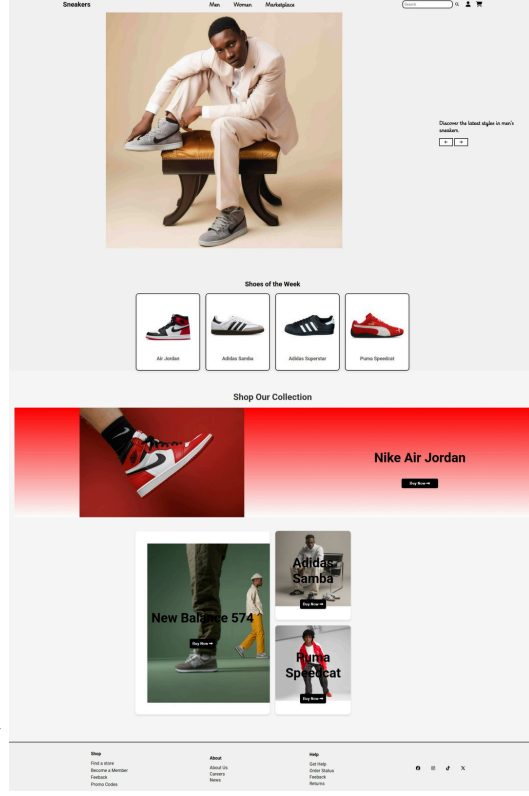 Sneakers
Men Women Marketplace
Search
Discover the latest styles in men's
sneakers.
Shoes of the Week
Air Jordan
Adidas Samba
Adidas Superstar
Puma Speedcat
Shop Our Collection
Nike Air Jordan
Buy Now
New Balance 574
Buy Now
Adidas
Samba
Buy Now
Puma
Speedcat
Buy Now
Shop
Find a store
Become a Member
Feeback
Promo Codes
About
About Us
Careers
News
Help
Get Help
Order Status
Feeback
Returns